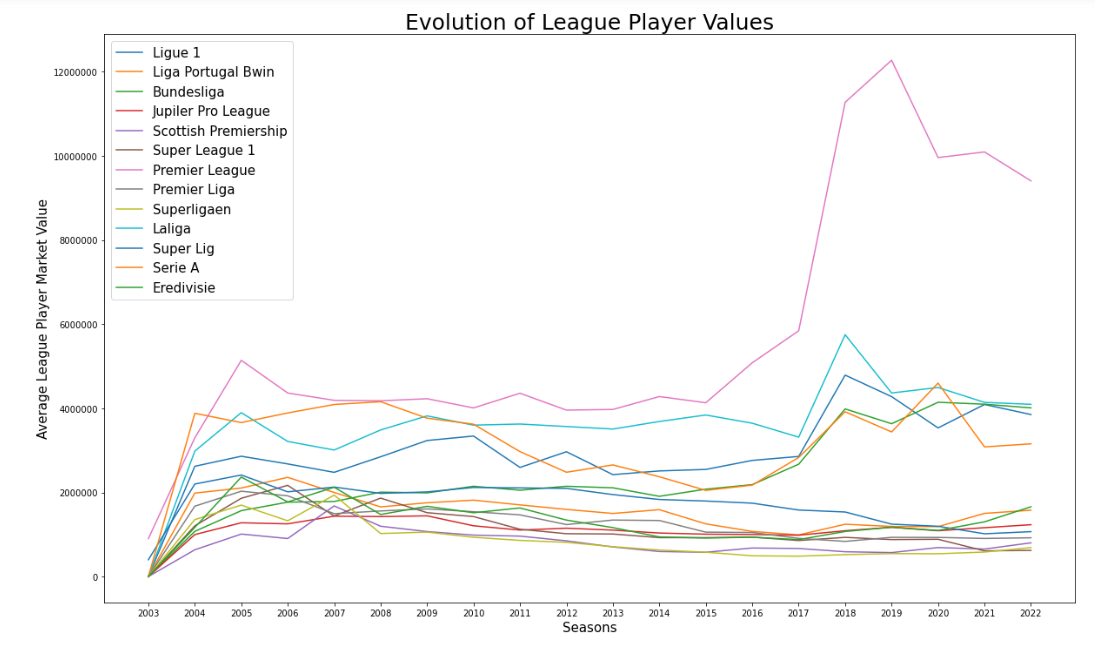 Evolution of League Player Values
Ligue 1
Liga Portugal Bwin
Bundesliga
Jupiler Pro League
Scottish Premiership
Super League 1
Premier League
Premier Liga
Superligaen
Laliga
Super Lig
Serie A
Eredivisie
12000000
10000000
8000000
6000000
4000000
2000000
0
Average League Player Market Value
2003 2004 2005 2006 2007 2008 2009 2010 2011 2012 2013 2014 2015 2016 2017 2018 2019 2020 2021 2022
Seasons